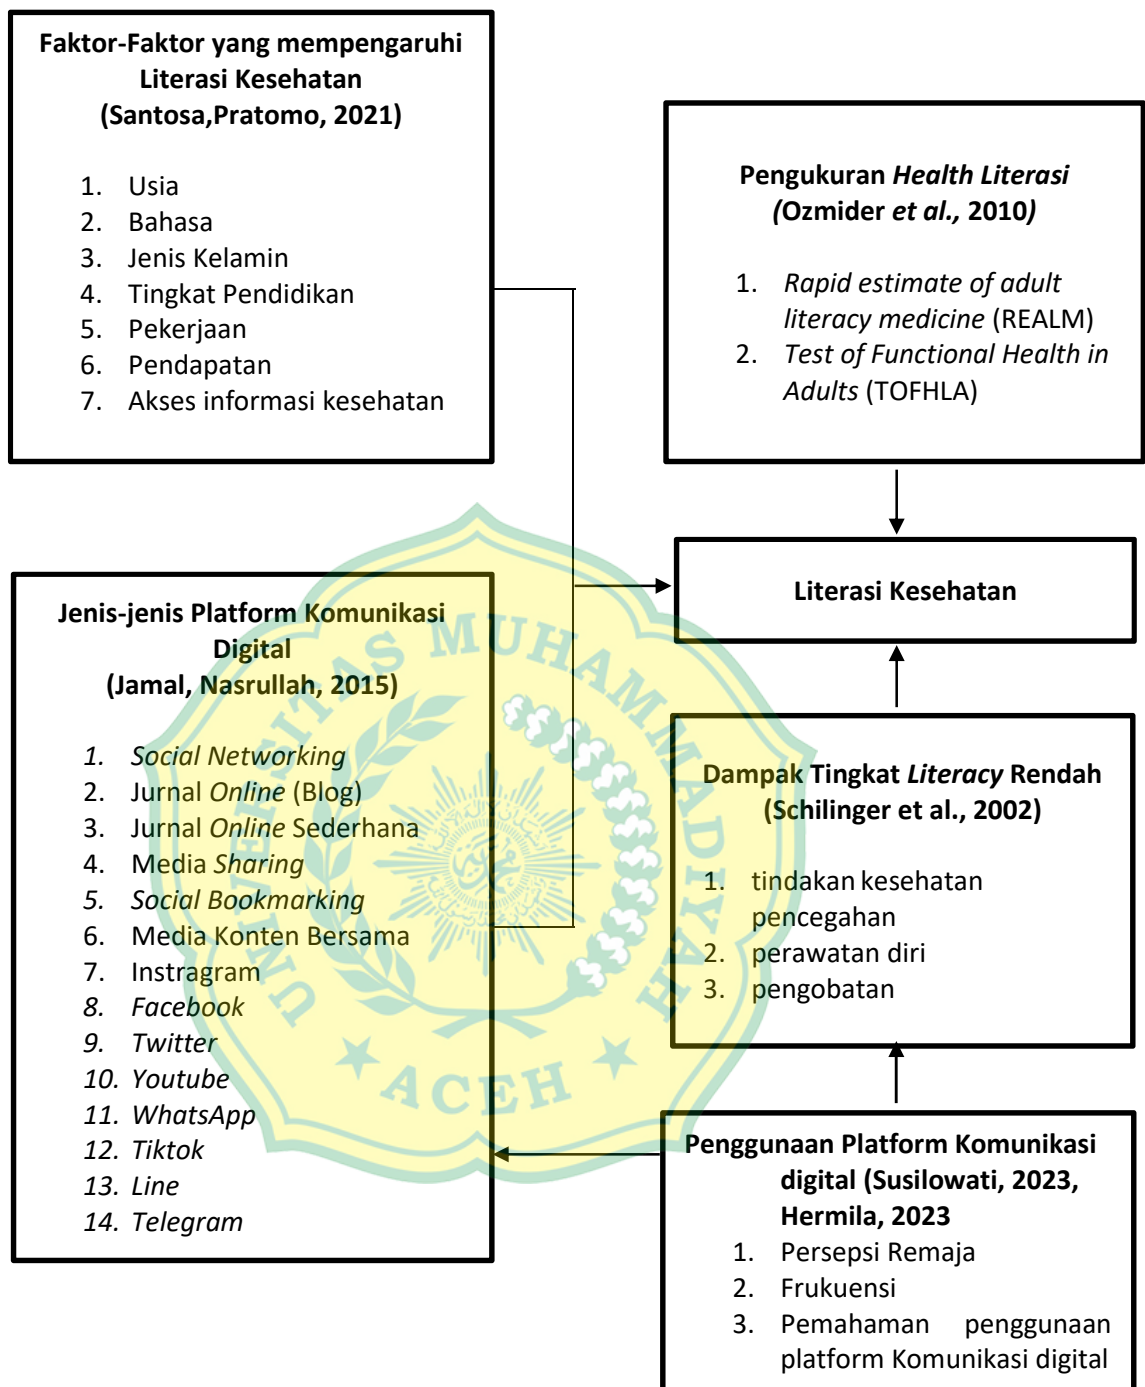 Faktor-Faktor yang mempengaruhi
Literasi Kesehatan
(Santosa,Pratomo, 2021)
1. Usia
2. Bahasa
3. Jenis Kelamin
4. Tingkat Pendidikan
5. Pekerjaan
6. Pendapatan
7. Akses informasi kesehatan
Pengukuran Health Literasi
(Ozmider et al., 2010)
1. Rapid estimate of adult
literacy medicine (REALM)
2. Test of Functional Health in
Adults (TOFHLA)
Literasi Kesehatan
Jenis-jenis Platform Komunikasi
Digital
(Jamal, Nasrullah, 2015)
1. Social Networking
2. Jurnal Online (Blog)
3. Jurnal Online Sederhana
4. Media Sharing
5. Social Bookmarking
6. Media Konten Bersama
7. Instragram
8. Facebook
9. Twitter
10. Youtube
11. WhatsApp
12. Tiktok
13. Line
14. Telegram
Dampak Tingkat Literacy Rendah
(Schilinger et al., 2002)
1. tindakan kesehatan
pencegahan
2. perawatan diri
3. pengobatan
Penggunaan Platform Komunikasi
digital (Susilowati, 2023,
Hermila, 2023
1. Persepsi Remaja
2. Frukuensi
3. Pemahaman penggunaan
platform Komunikasi digital
UNIVERSITAS MUHAMMADIYAH
ACEH